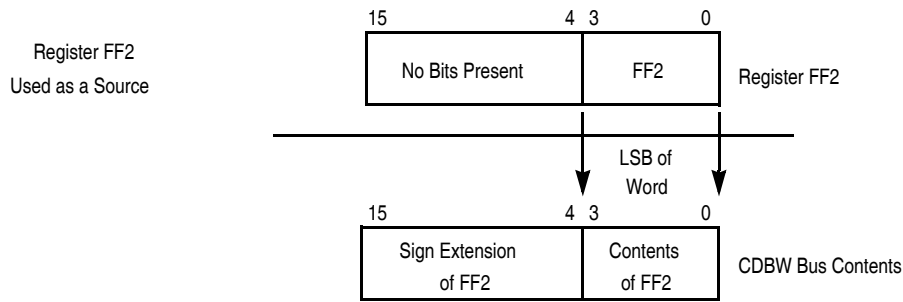 15 4 3 0
Register FF2
Used as a Source
No Bits Present
FF2
Register FF2
LSB of
Word
15 4 3 0
Sign Extension
of FF2
Contents
of FF2
CDBW Bus Contents